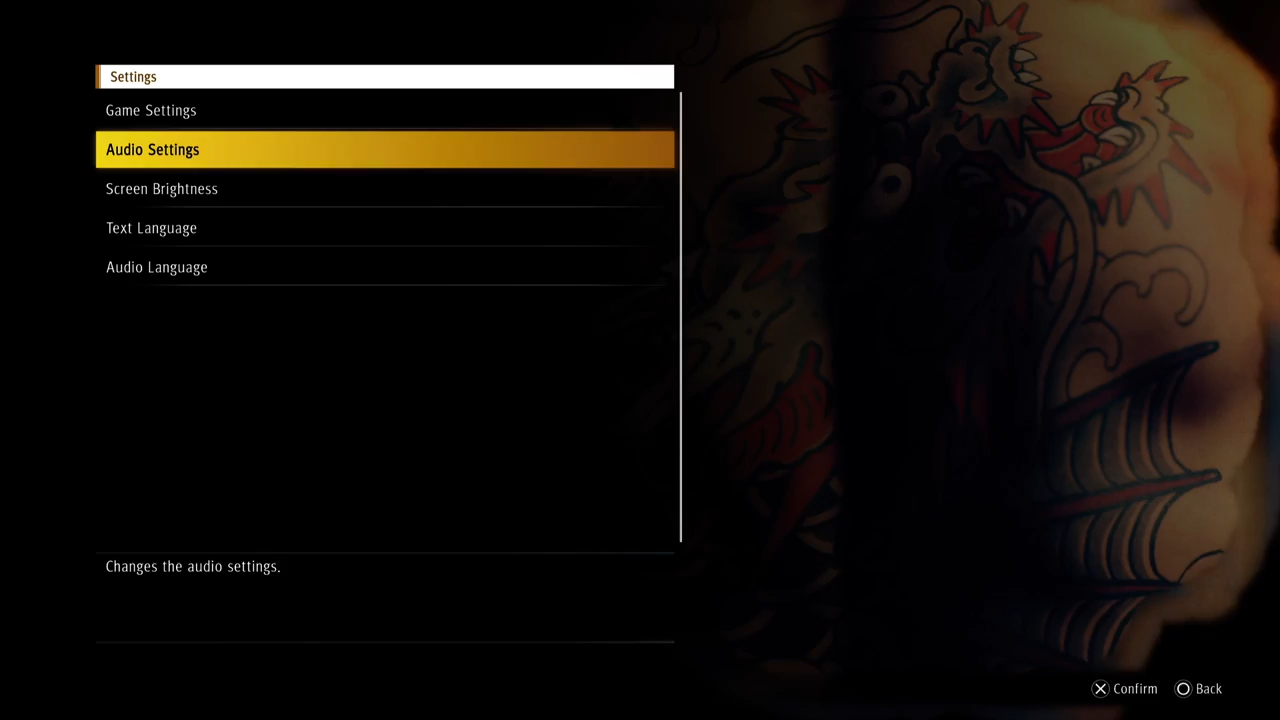 Settings
Game Settings
Audio Settings
Screen Brightness
Text Language
Audio Language
Changes the audio settings.
Confirm Back